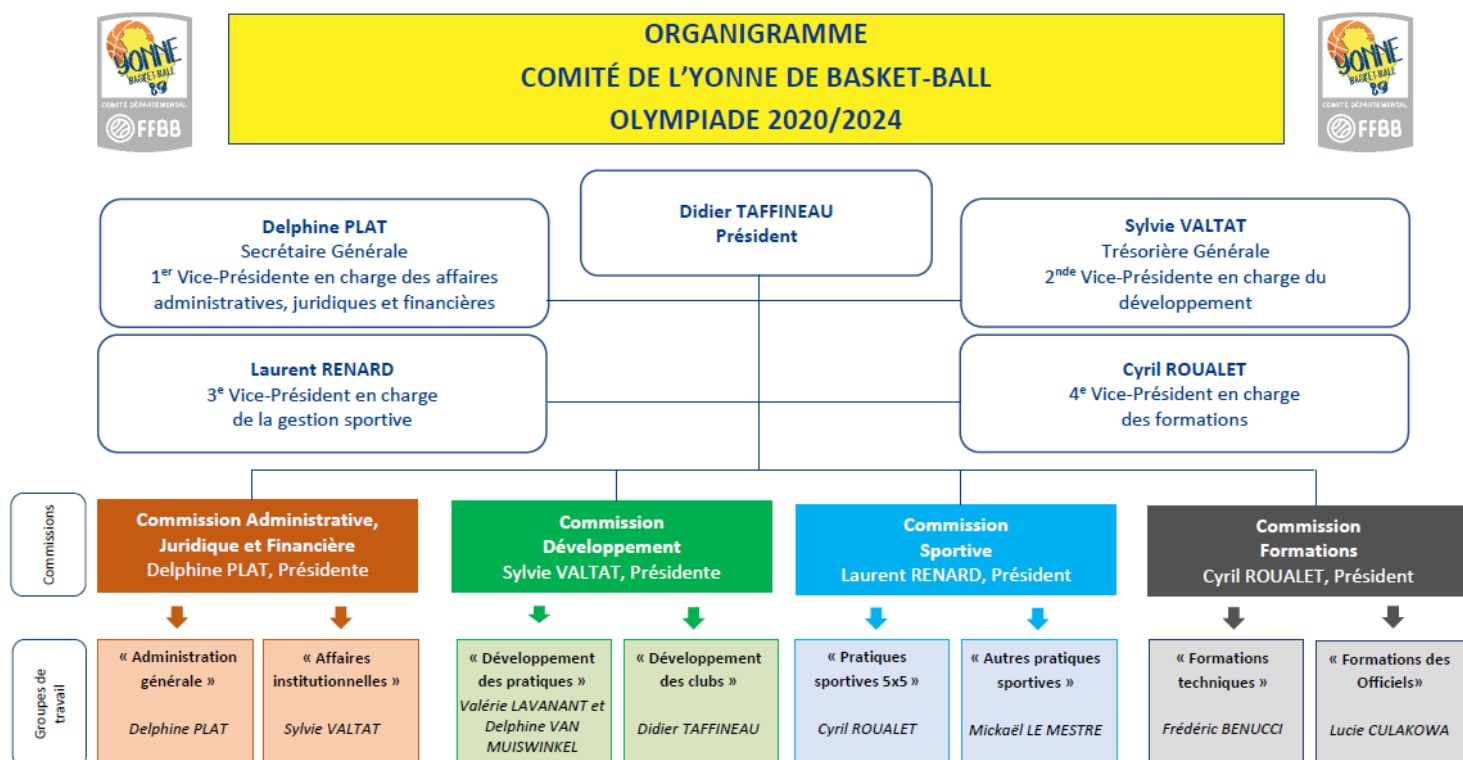 YONNE
BASKET-BALL
89
COMITÉ DÉPARTEMENTAL
FFBB
ORGANIGRAMME
COMITÉ DE L'YONNE DE BASKET-BALL
OLYMPIADE 2020/2024
YONNE
BASKET-BALL
89
COMITÉ DÉPARTEMENTAL
FFBB
Didier TAFFINEAU
Président
Delphine PLAT
Secrétaire Générale
1er Vice-Présidente en charge des affaires
administratives, juridiques et financières
Sylvie VALTAT
Trésorière Générale
2nde Vice-Présidente en charge du
développement
Laurent RENARD
3e Vice-Président en charge
de la gestion sportive
Cyril ROUALET
4e Vice-Président en charge
des formations
Commissions
Commission Administrative,
Juridique et Financière
Delphine PLAT, Présidente
Commission
Développement
Sylvie VALTAT, Présidente
Commission
Sportive
Laurent RENARD, Président
Commission
Formations
Cyril ROUALET, Président
Groupes de
travail
« Administration
générale »
Delphine PLAT
« Affaires
institutionnelles »
Sylvie VALTAT
« Développement
des pratiques »
Valérie LAVANANT et
Delphine VAN
MUISWINKEL
« Développement
des clubs »
Didier TAFFINEAU
« Pratiques
sportives 5x5 »
Cyril ROUALET
« Autres pratiques
sportives »
Mickaël LE MESTRE
« Formations
techniques »
Frédéric BENUCCI
« Formations des
Officiels»
Lucie CULAKOWA